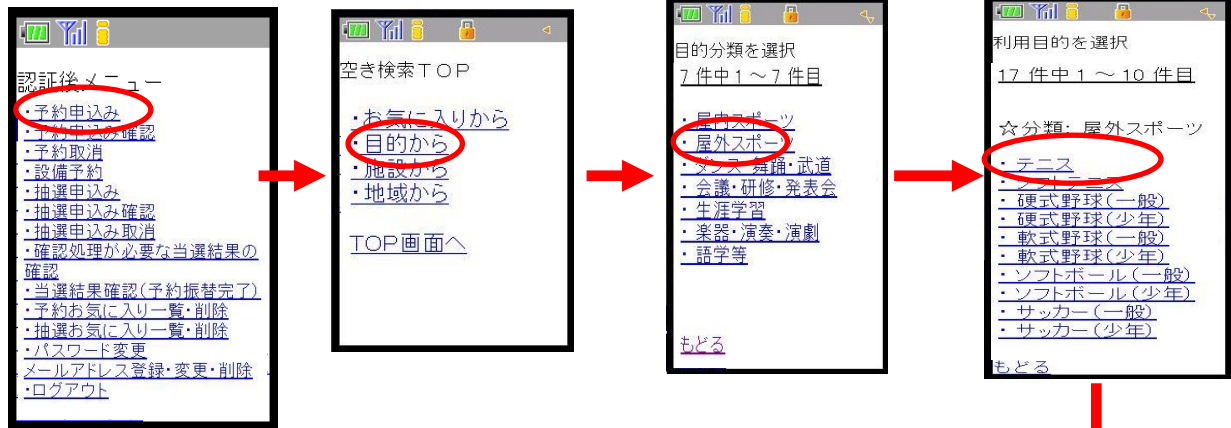 認証後メニュー
・予約申込み
・予約申込み確認
・予約取消
・設備予約
・抽選申込み
・抽選申込み確認
・抽選申込み取消
・確認処理が必要な当選結果の
確認
・当選結果確認(予約振替完了)
・予約お気に入り一覧・削除
・抽選お気に入り一覧・削除
・パスワード変更
メールアドレス登録・変更・削除
・ログアウト
空き検索TOP
・お気に入りから
・目的から
・施設から
・地域から
TOP画面へ
目的分類を選択
7件中1～7件目
・屋内スポーツ
・屋外スポーツ
・ダンス・舞踊・武道
・会議・研修・発表会
・生涯学習
・楽器・演奏・演劇
・語学等
もどる
利用目的を選択
17件中1～10件目
☆分類: 屋外スポーツ
・テニス
・ソフトテニス
・硬式野球(一般)
・硬式野球(少年)
・軟式野球(一般)
・軟式野球(少年)
・ソフトボール(一般)
・ソフトボール(少年)
・サッカー(一般)
・サッカー(少年)
もどる